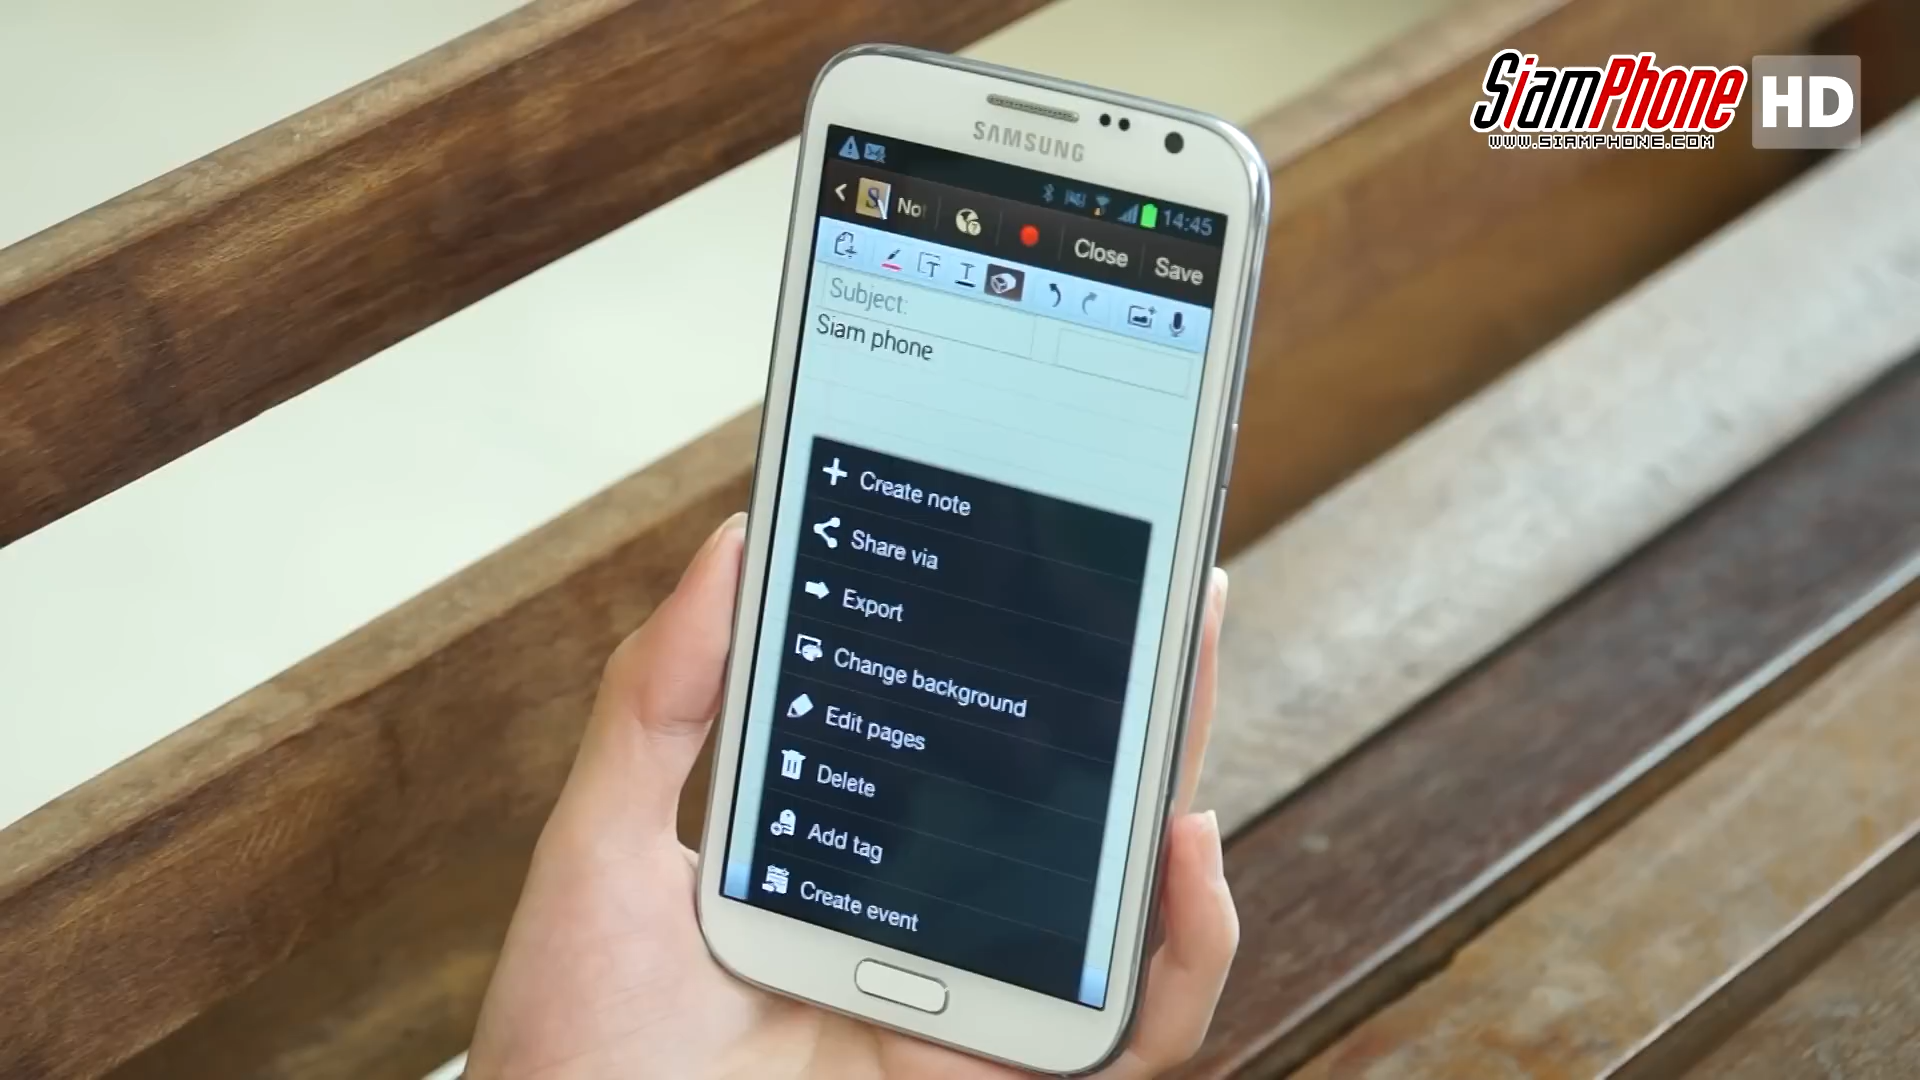 SiamPhone HD
www.siamphone.com
SAMSUNG
14:45
S Not Close Save
Subject:
Siam phone
Create note
Share via
Export
Change background
Edit pages
Delete
Add tag
Create event